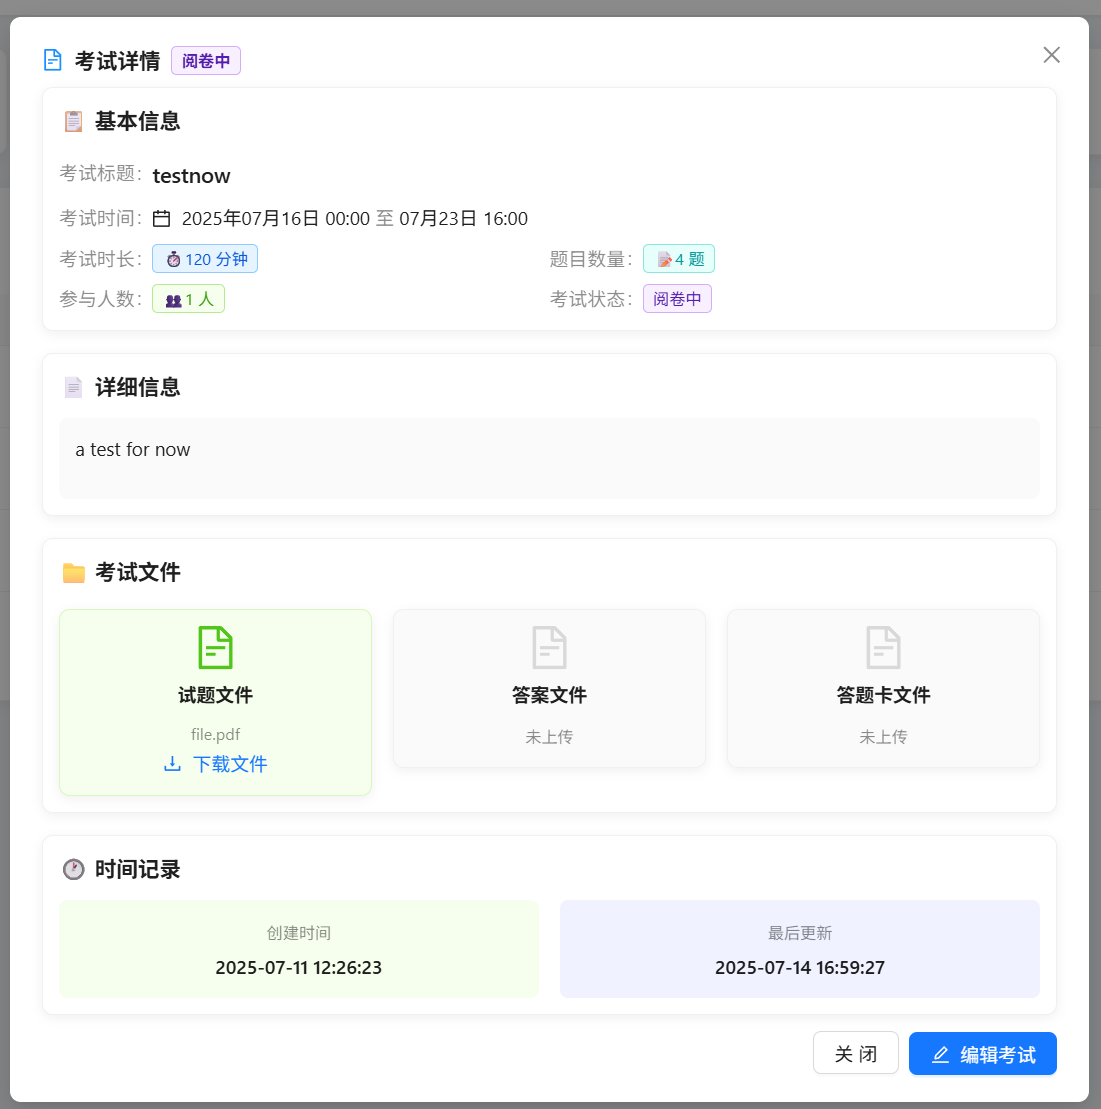 考试详情 阅卷中
基本信息
考试标题： testnow
考试时间： 2025年07月16日 00:00 至 07月23日 16:00
考试时长： 120 分钟 题目数量： 4 题
参与人数： 1 人 考试状态： 阅卷中
详细信息
a test for now
考试文件
试题文件
file.pdf
下载文件
答案文件
未上传
答题卡文件
未上传
时间记录
创建时间
2025-07-11 12:26:23
最后更新
2025-07-14 16:59:27
关 闭 编辑考试